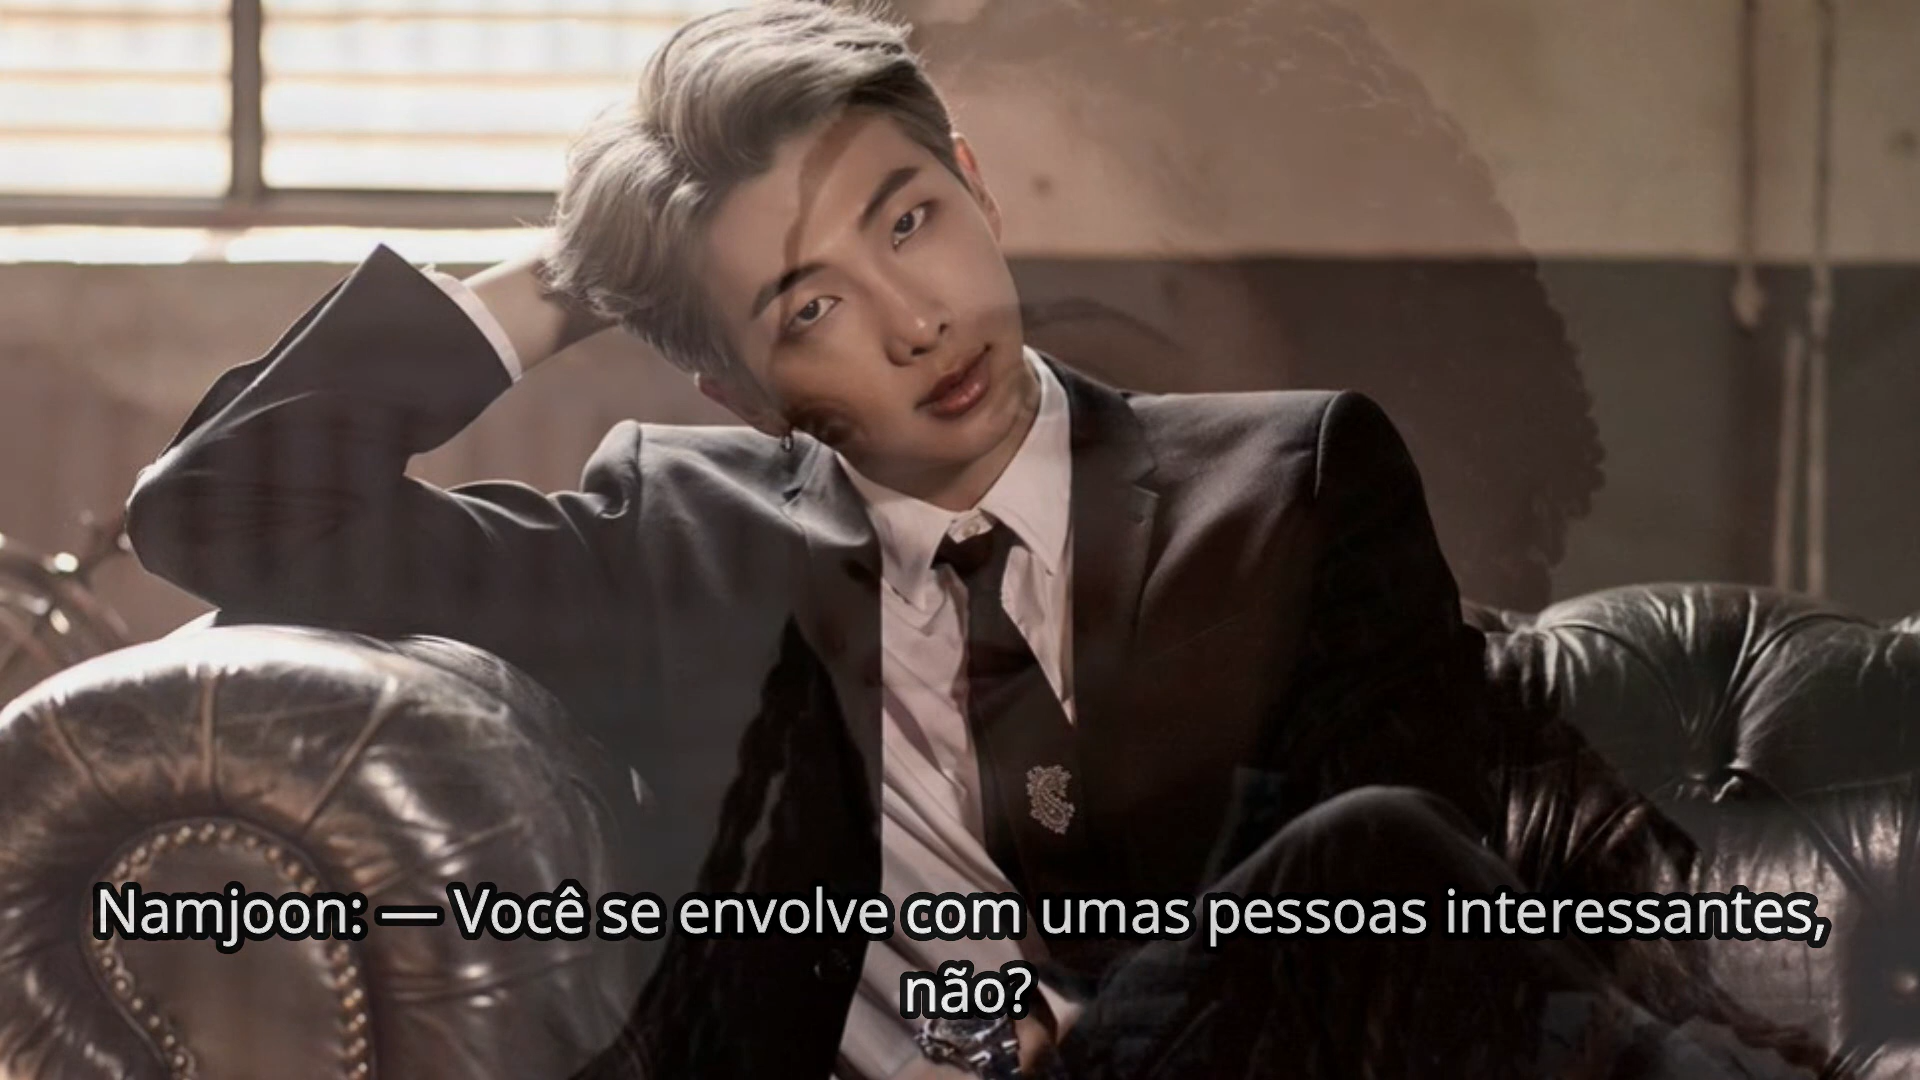 Namjoon: — Você se envolve com umas pessoas interessantes,
não?